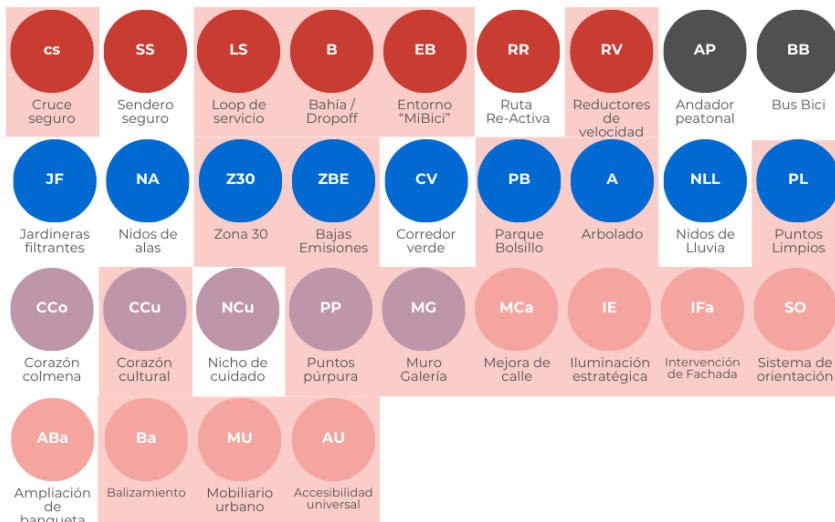 cs SS LS B EB RR RV AP BB
Cruce Sendero Loop de Bahía / Entorno Ruta Reductores Andador Bus Bici
seguro seguro servicio Dropoff “MiBici” Re-Activa de peatonal
velocidad
JF NA Z30 ZBE CV PB A NLL PL
Jardineras Nidos de Zona 30 Bajas Corredor Parque Arbolado Nidos de Puntos
filtrantes alas Emisiones verde Bolsillo Lluvia Limpios
CCo CCu NCu PP MG MCa IE IFa SO
Corazón Corazón Nicho de Puntos Muro Mejora de Iluminación Intervención Sistema de
colmena cultural cuidado púrpura Galería calle estratégica de Fachada orientación
ABa Ba MU AU
Ampliación Balizamiento Mobiliario Accesibilidad
de urbano universal
banqueta